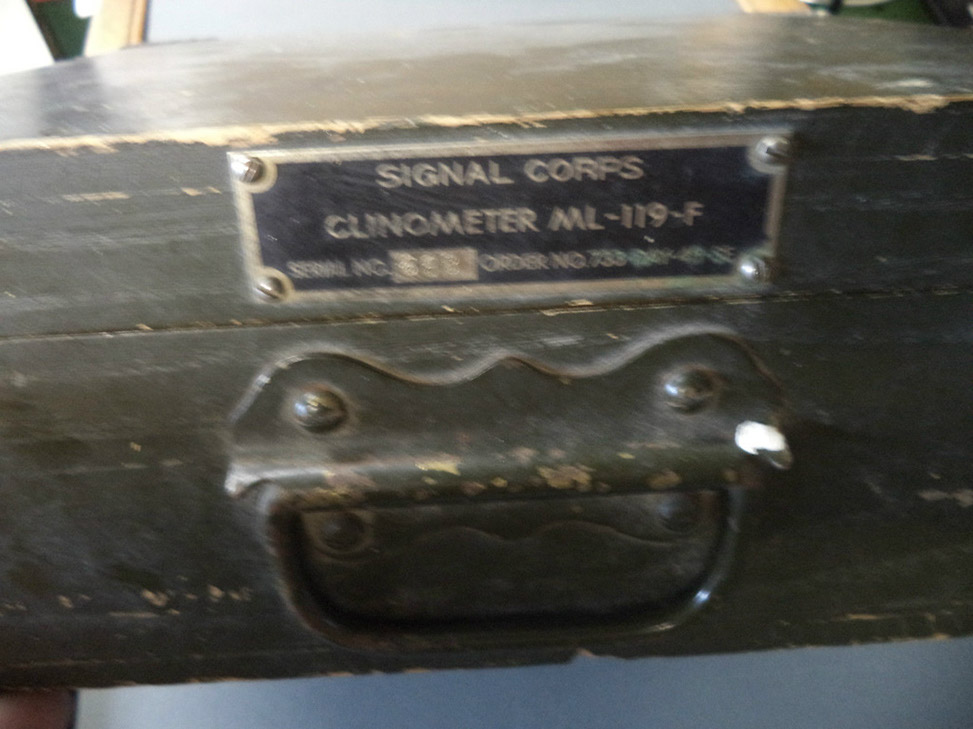 SIGNAL CORPS
CLINOMETER ML-119-F
SERIAL NO. ORDER NO.